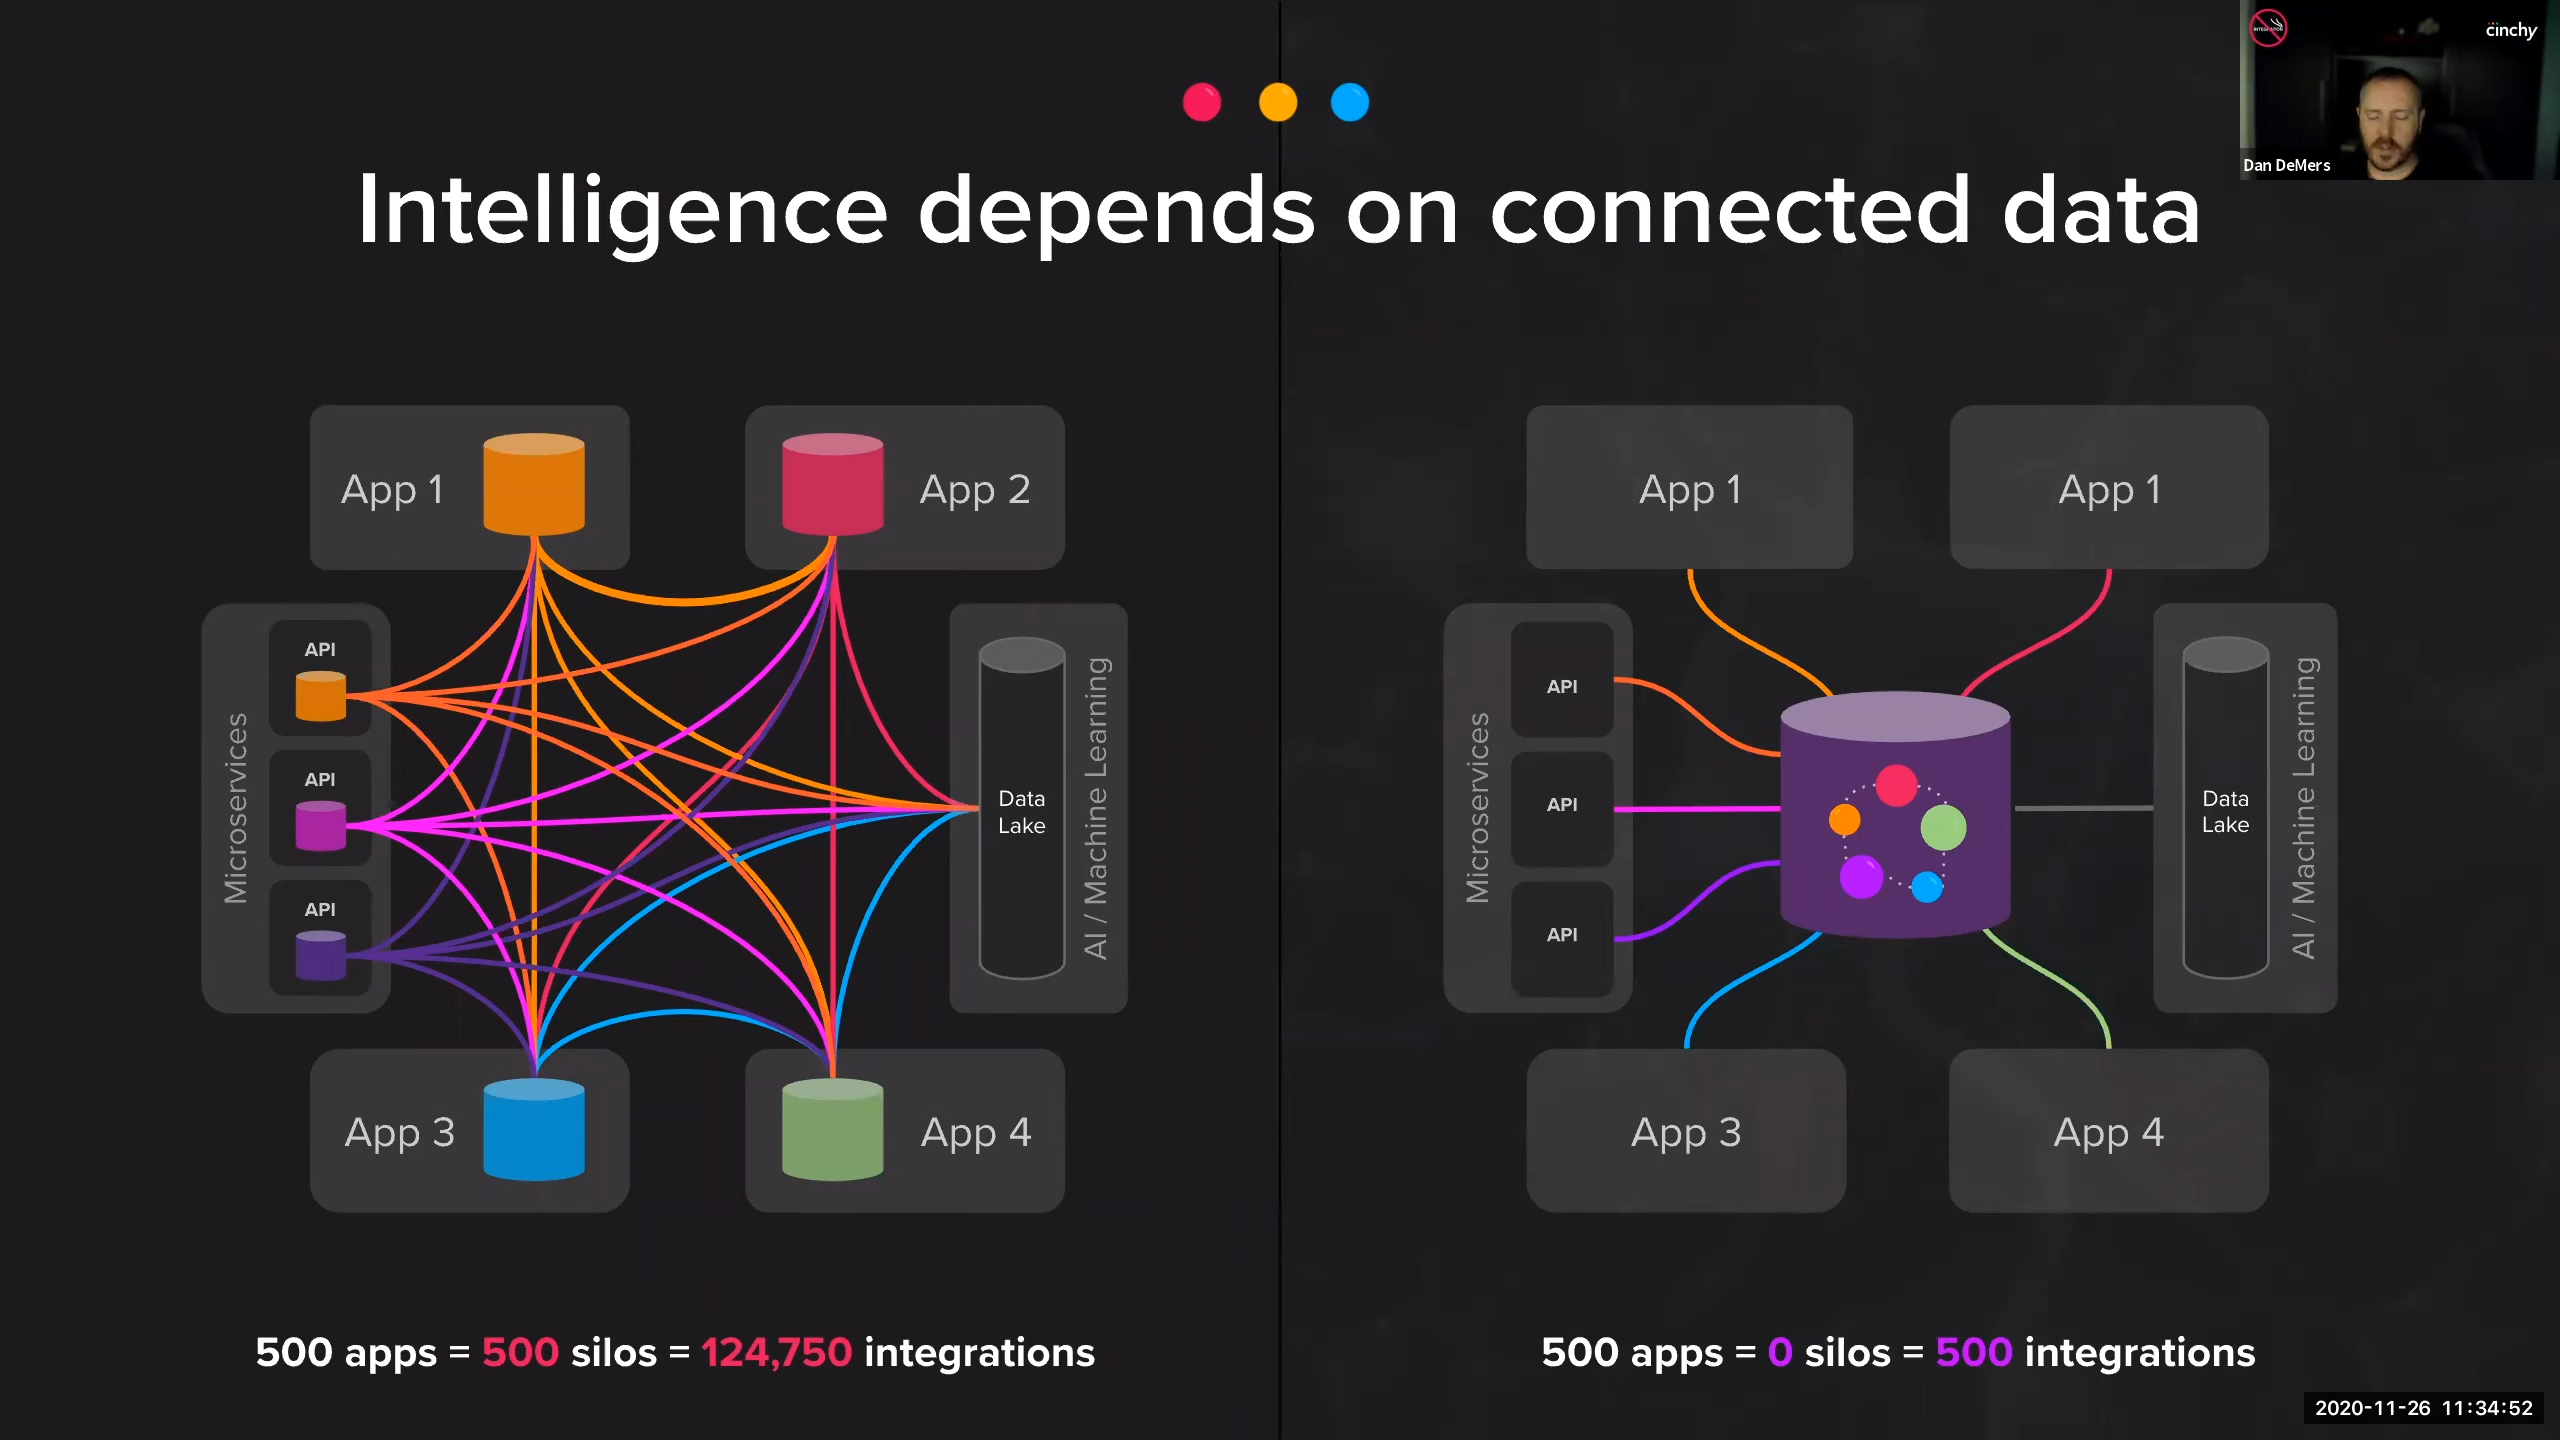 cinchy
Dan DeMers
Intelligence depends on connected data
App 1
App 2
Microservices
API
API
API
Data
Lake
AI / Machine Learning
App 3
App 4
500 apps = 500 silos = 124,750 integrations
App 1
App 1
Microservices
API
API
API
Data
Lake
AI / Machine Learning
App 3
App 4
500 apps = 0 silos = 500 integrations
2020-11-26 11:34:52